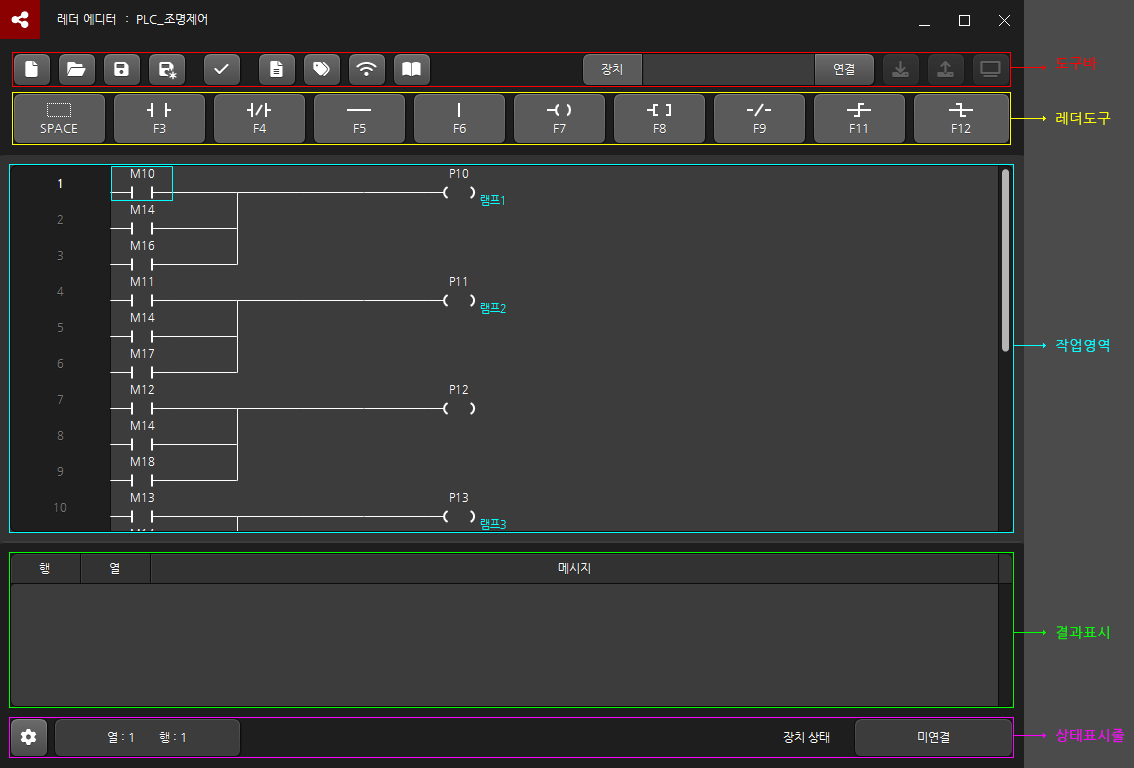 레더 에디터 : PLC_조명제어
장치 연결
SPACE F3 F4 F5 F6 F7 F8 F9 F11 F12
레더도구
1 M10 P10
램프1
2 M14
3 M16
4 M11 P11
램프2
5 M14
6 M17
7 M12 P12
8 M14
9 M18
10 M13 P13
램프3
작업영역
행 열 메시지
결과표시
열 : 1 행 : 1 장치 상태 미연결
상태표시줄